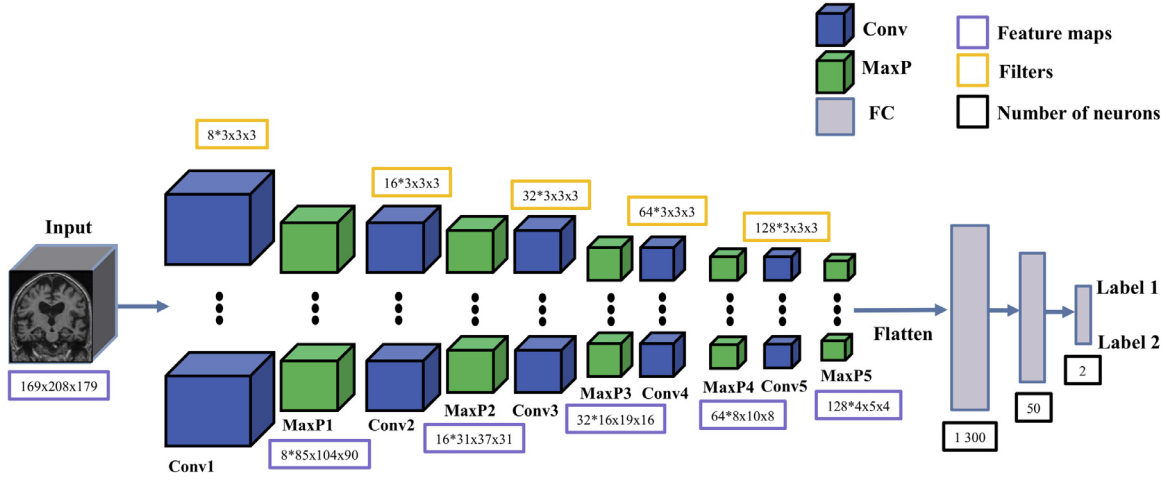 Conv
MaxP
FC
Feature maps
Filters
Number of neurons
8*3x3x3
16*3x3x3
32*3x3x3
64*3x3x3
128*3x3x3
Input
169x208x179
Conv1
MaxP1
8*85x104x90
Conv2
MaxP2
16*31x37x31
Conv3
MaxP3
32*16x19x16
Conv4
MaxP4
64*8x10x8
Conv5
MaxP5
128*4x5x4
Flatten
1 300
50
2
Label 1
Label 2